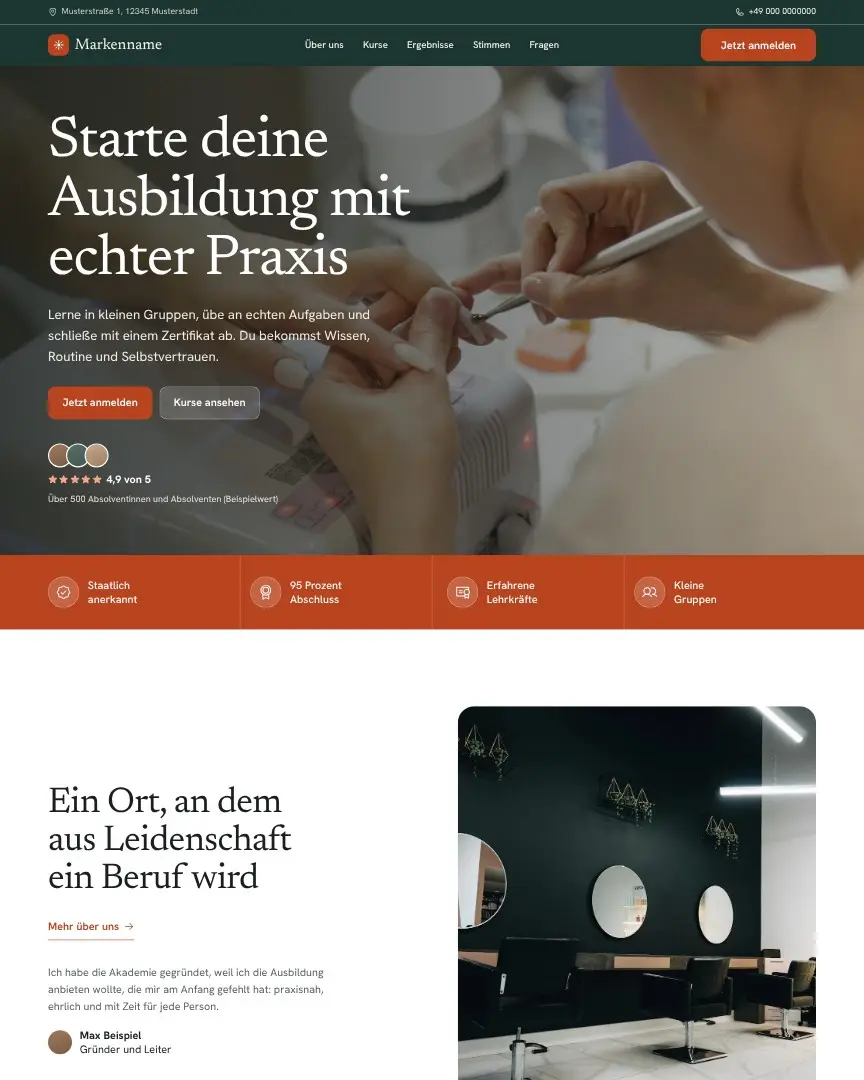 Musterstraße 1, 12345 Musterstadt
+49 000 0000000
Markenname
Über uns
Kurse
Ergebnisse
Stimmen
Fragen
Jetzt anmelden
Starte deine
Ausbildung mit
echter Praxis
Lerne in kleinen Gruppen, übe an echten Aufgaben und
schließe mit einem Zertifikat ab. Du bekommst Wissen,
Routine und Selbstvertrauen.
Jetzt anmelden
Kurse ansehen
4,9 von 5
Über 500 Absolventinnen und Absolventen (Beispielwert)
Staatlich
anerkannt
95 Prozent
Abschluss
Erfahrene
Lehrkräfte
Kleine
Gruppen
Ein Ort, an dem
aus Leidenschaft
ein Beruf wird
Mehr über uns →
Ich habe die Akademie gegründet, weil ich die Ausbildung
anbieten wollte, die mir am Anfang gefehlt hat: praxisnah,
ehrlich und mit Zeit für jede Person.
Max Beispiel
Gründer und Leiter